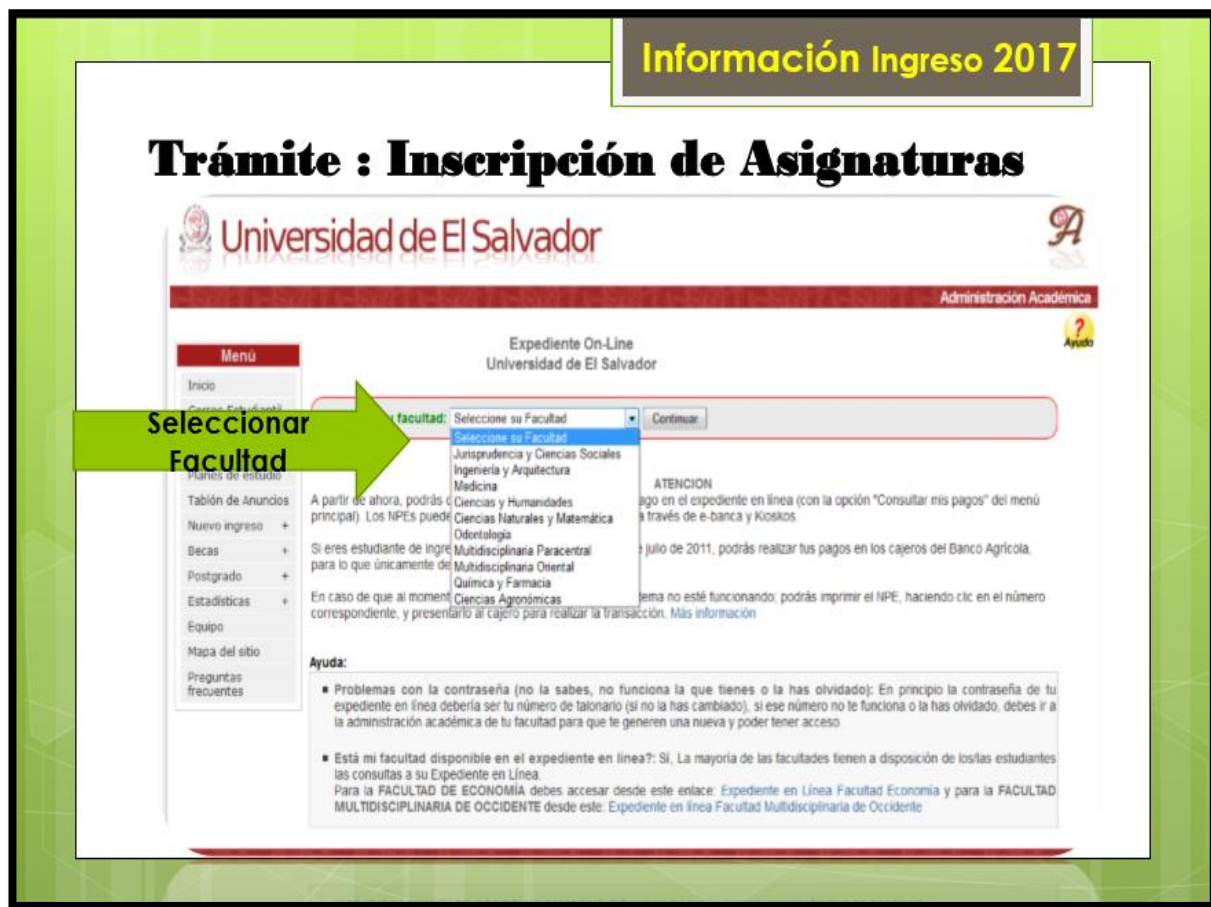 Información Ingreso 2017
Trámite : Inscripción de Asignaturas
Universidad de El Salvador
Administración Académica
Ayuda
Menú
Inicio
Correo Estudiantil
Planes de estudio
Tablón de Anuncios
Nuevo ingreso +
Becas +
Postgrado +
Estadísticas +
Equipo
Mapa del sitio
Preguntas
frecuentes
Seleccionar
Facultad
Expediente On-Line
Universidad de El Salvador
facultad: Seleccione su Facultad Continuar
Seleccione su Facultad
Jurisprudencia y Ciencias Sociales
Ingeniería y Arquitectura
Medicina
Ciencias y Humanidades
Ciencias Naturales y Matemática
Odontología
Multidisciplinaria Paracentral
Multidisciplinaria Oriental
Química y Farmacia
Ciencias Agronómicas
ATENCION
A partir de ahora, podrás ago en el expediente en línea (con la opción "Consultar mis pagos" del menú
principal). Los NPEs puede a través de e-banca y Kioskos.
Si eres estudiante de ingre e julio de 2011, podrás realizar tus pagos en los cajeros del Banco Agrícola,
para lo que únicamente de
En caso de que al moment tema no esté funcionando; podrás imprimir el NPE, haciendo clic en el número
correspondiente, y presentarlo al cajero para realizar la transacción. Más información
Ayuda:
Problemas con la contraseña (no la sabes, no funciona la que tienes o la has olvidado): En principio la contraseña de tu
expediente en línea debería ser tu número de talonario (si no la has cambiado), si ese número no te funciona o la has olvidado, debes ir a
la administración académica de tu facultad para que te generen una nueva y poder tener acceso.
Está mi facultad disponible en el expediente en línea?: Sí, La mayoría de las facultades tienen a disposición de los/las estudiantes
las consultas a su Expediente en Línea.
Para la FACULTAD DE ECONOMÍA debes accesar desde este enlace: Expediente en Línea Facultad Economía y para la FACULTAD
MULTIDISCIPLINARIA DE OCCIDENTE desde este: Expediente en línea Facultad Multidisciplinaria de Occidente